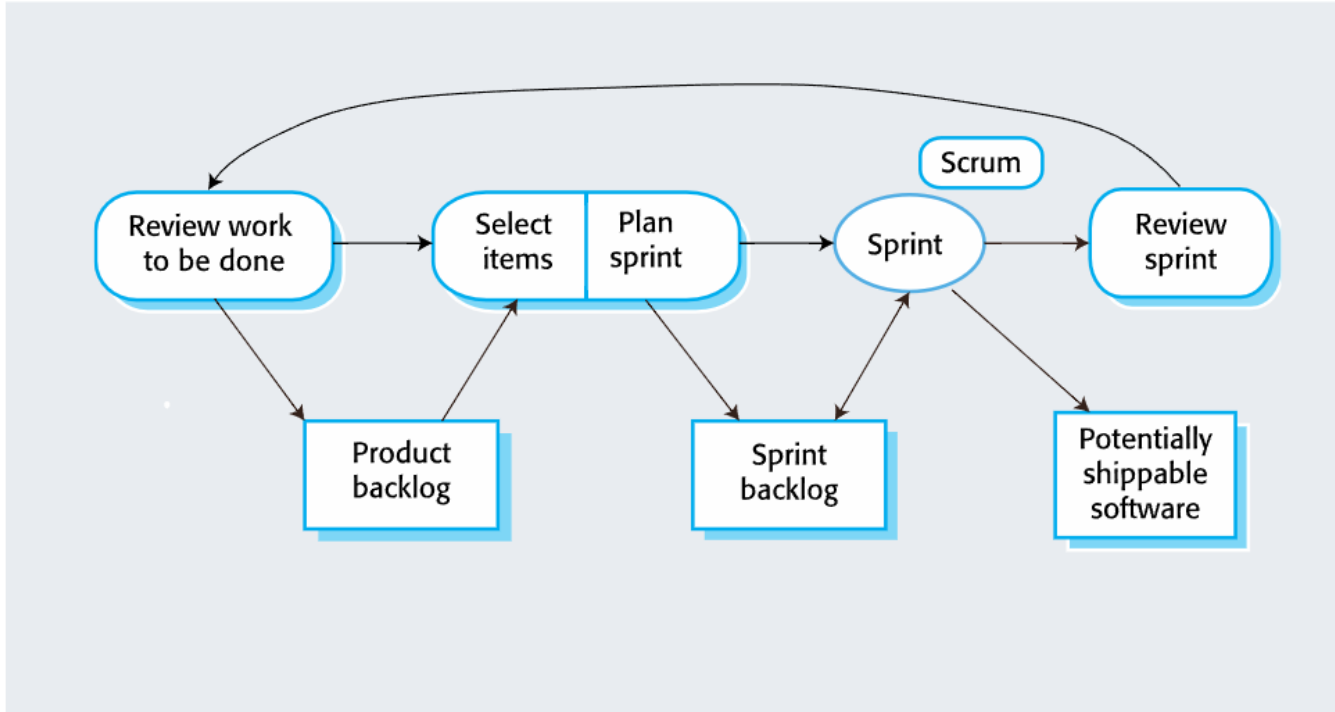 Scrum
Review work
to be done
Select
items
Plan
sprint
Sprint
Review
sprint
Product
backlog
Sprint
backlog
Potentially
shippable
software